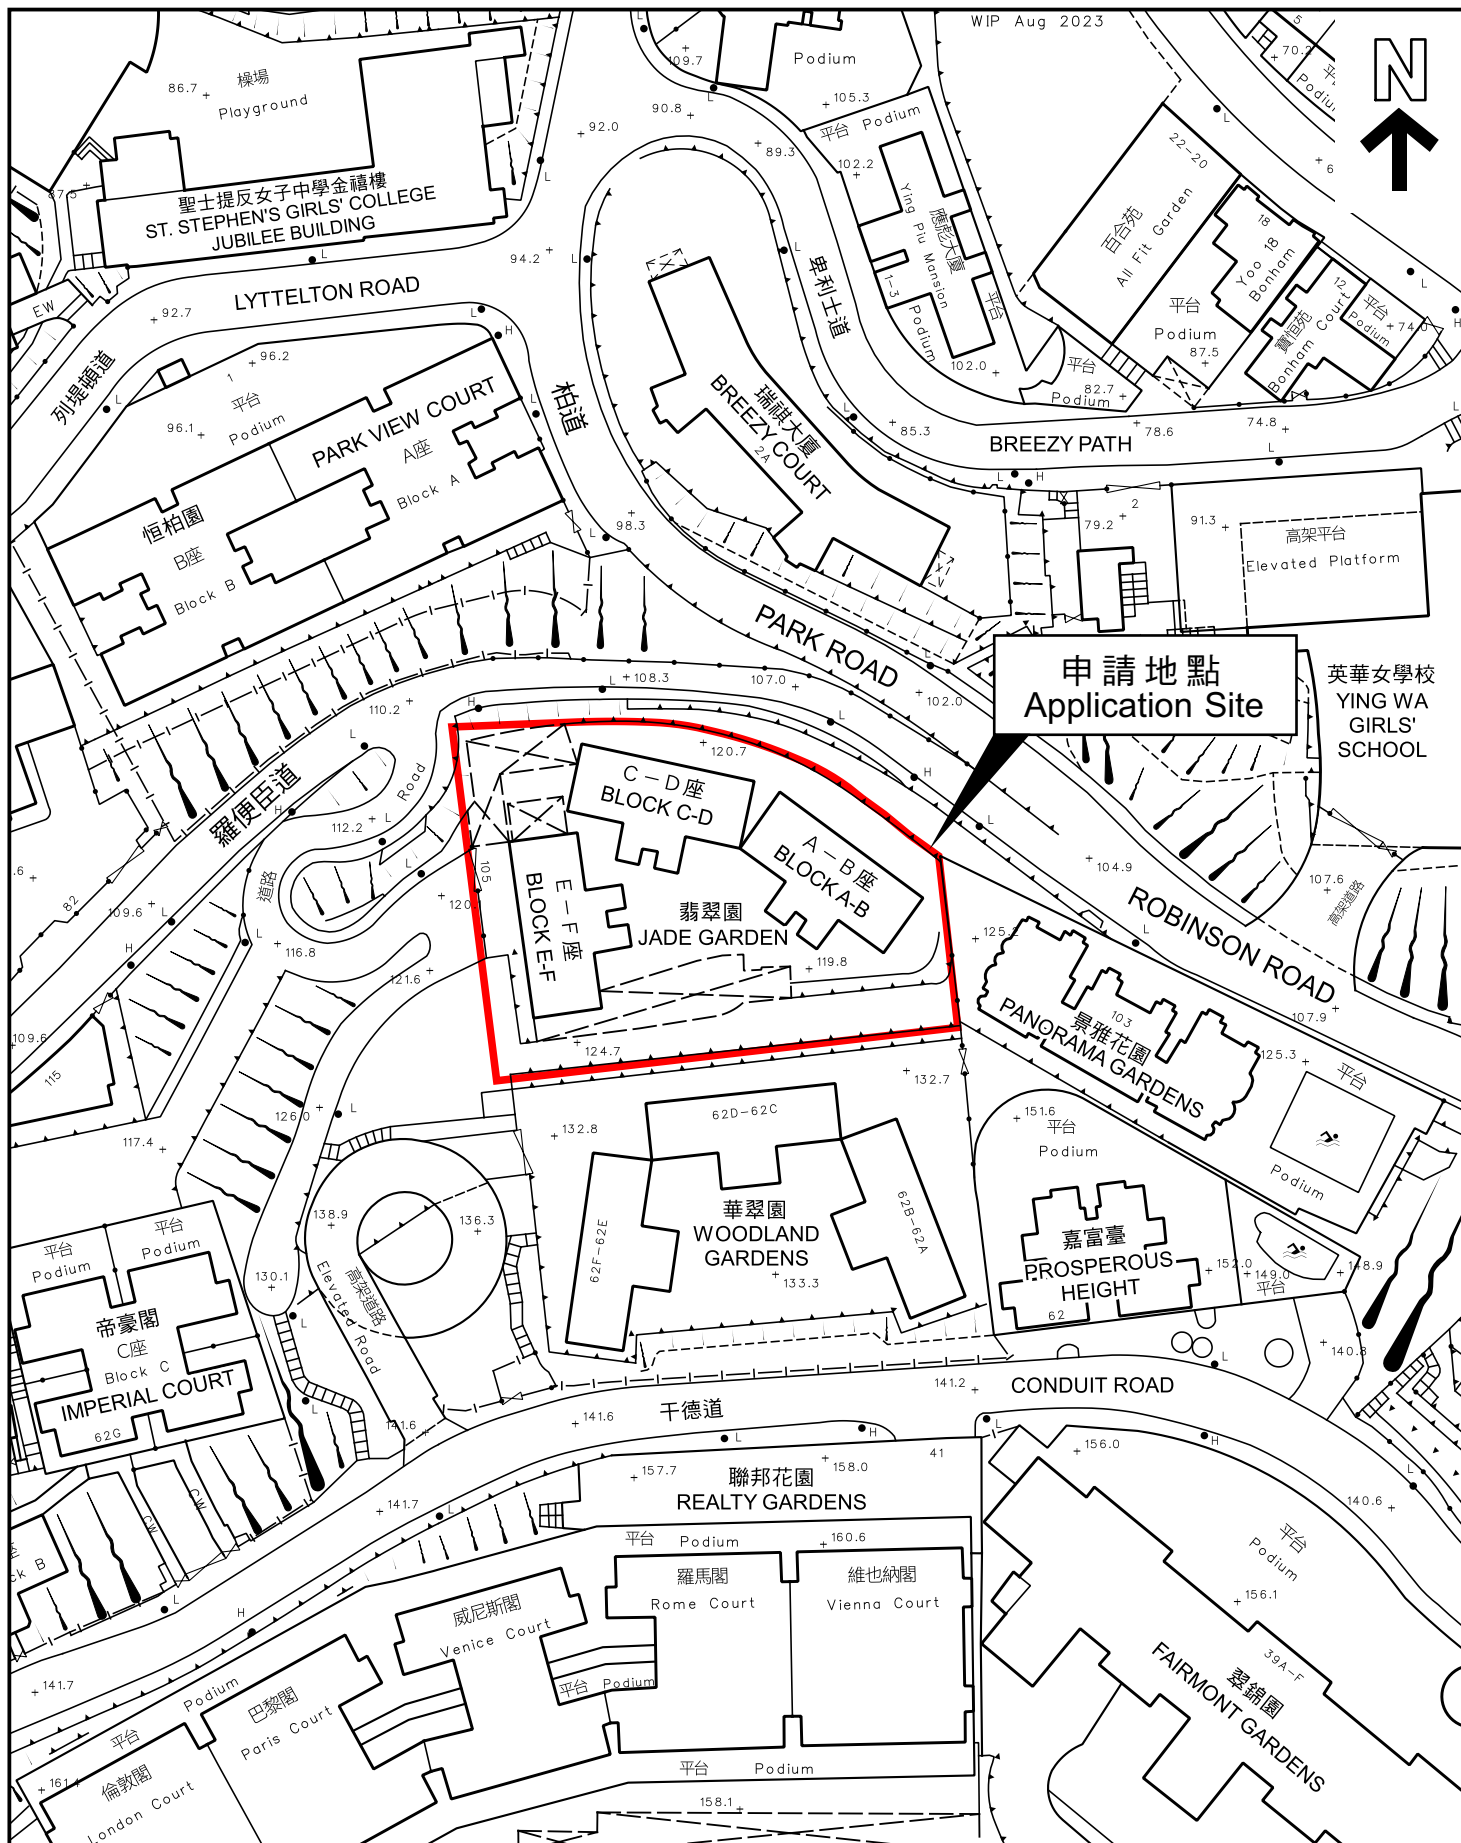 WIP Aug 2023
N
109.7
Podium
70.2
5
86.7
操場
Playground
105.3
平台 Podium
90.8
92.0
89.3
102.2
22-20
聖士提反女子中學金禧樓
ST. STEPHEN'S GIRLS' COLLEGE
JUBILEE BUILDING
87.5
應彪大廈
Ying Piu Mansion
1-3
Podium
平台
百合苑
All Fit Garden
18
Yoo 18
Bonham
12
寶恒苑
Bonham Court
平台
Podium
74.0
平台
Podium
87.5
94.2
卑利士道
EW
LYTTELTON ROAD
92.7
列堤頓道
96.2
1
平台
Podium
96.1
PARK VIEW COURT
A座
Block A
恒柏園
B座
Block B
柏道
瑞祺大廈
BREEZY COURT
2A
102.0
平台
82.7
Podium
85.3
BREEZY PATH
78.6
74.8
98.3
79.2
2
91.3
高架平台
Elevated Platform
PARK ROAD
102.0
申請地點
Application Site
英華女學校
YING WA
GIRLS'
SCHOOL
108.3
107.0
110.2
羅便臣道
Road
道路
112.2
120.7
C－D座
BLOCK C-D
A－B座
BLOCK A-B
E－F座
BLOCK E-F
105
翡翠園
JADE GARDEN
119.8
104.9
ROBINSON ROAD
107.6
高架道路
82
109.6
116.8
121.6
124.7
125.2
103
景雅花園
PANORAMA GARDENS
107.9
125.3
平台
Podium
109.6
115
126.0
117.4
132.8
62D-62C
132.7
151.6
平台
Podium
62F-62E
華翠園
WOODLAND
GARDENS
133.3
62B-62A
138.9
136.3
高架道路
Elevated Road
平台
Podium
平台
Podium
130.1
帝豪閣
C座
Block C
IMPERIAL COURT
62G
嘉富臺
PROSPEROUS
HEIGHT
62
152.0
149.0
148.9
平台
140.8
141.2
CONDUIT ROAD
干德道
141.6
141.6
157.7
聯邦花園
REALTY GARDENS
158.0
41
156.0
141.7
CW
CW
140.6
平台 Podium
160.6
平台
Podium
156.1
羅馬閣
Rome Court
維也納閣
Vienna Court
威尼斯閣
Venice Court
平台 Podium
39A-F
翠錦園
FAIRMONT GARDENS
141.7
平台 Podium
巴黎閣
Paris Court
倫敦閣
London Court
平台 Podium
158.1